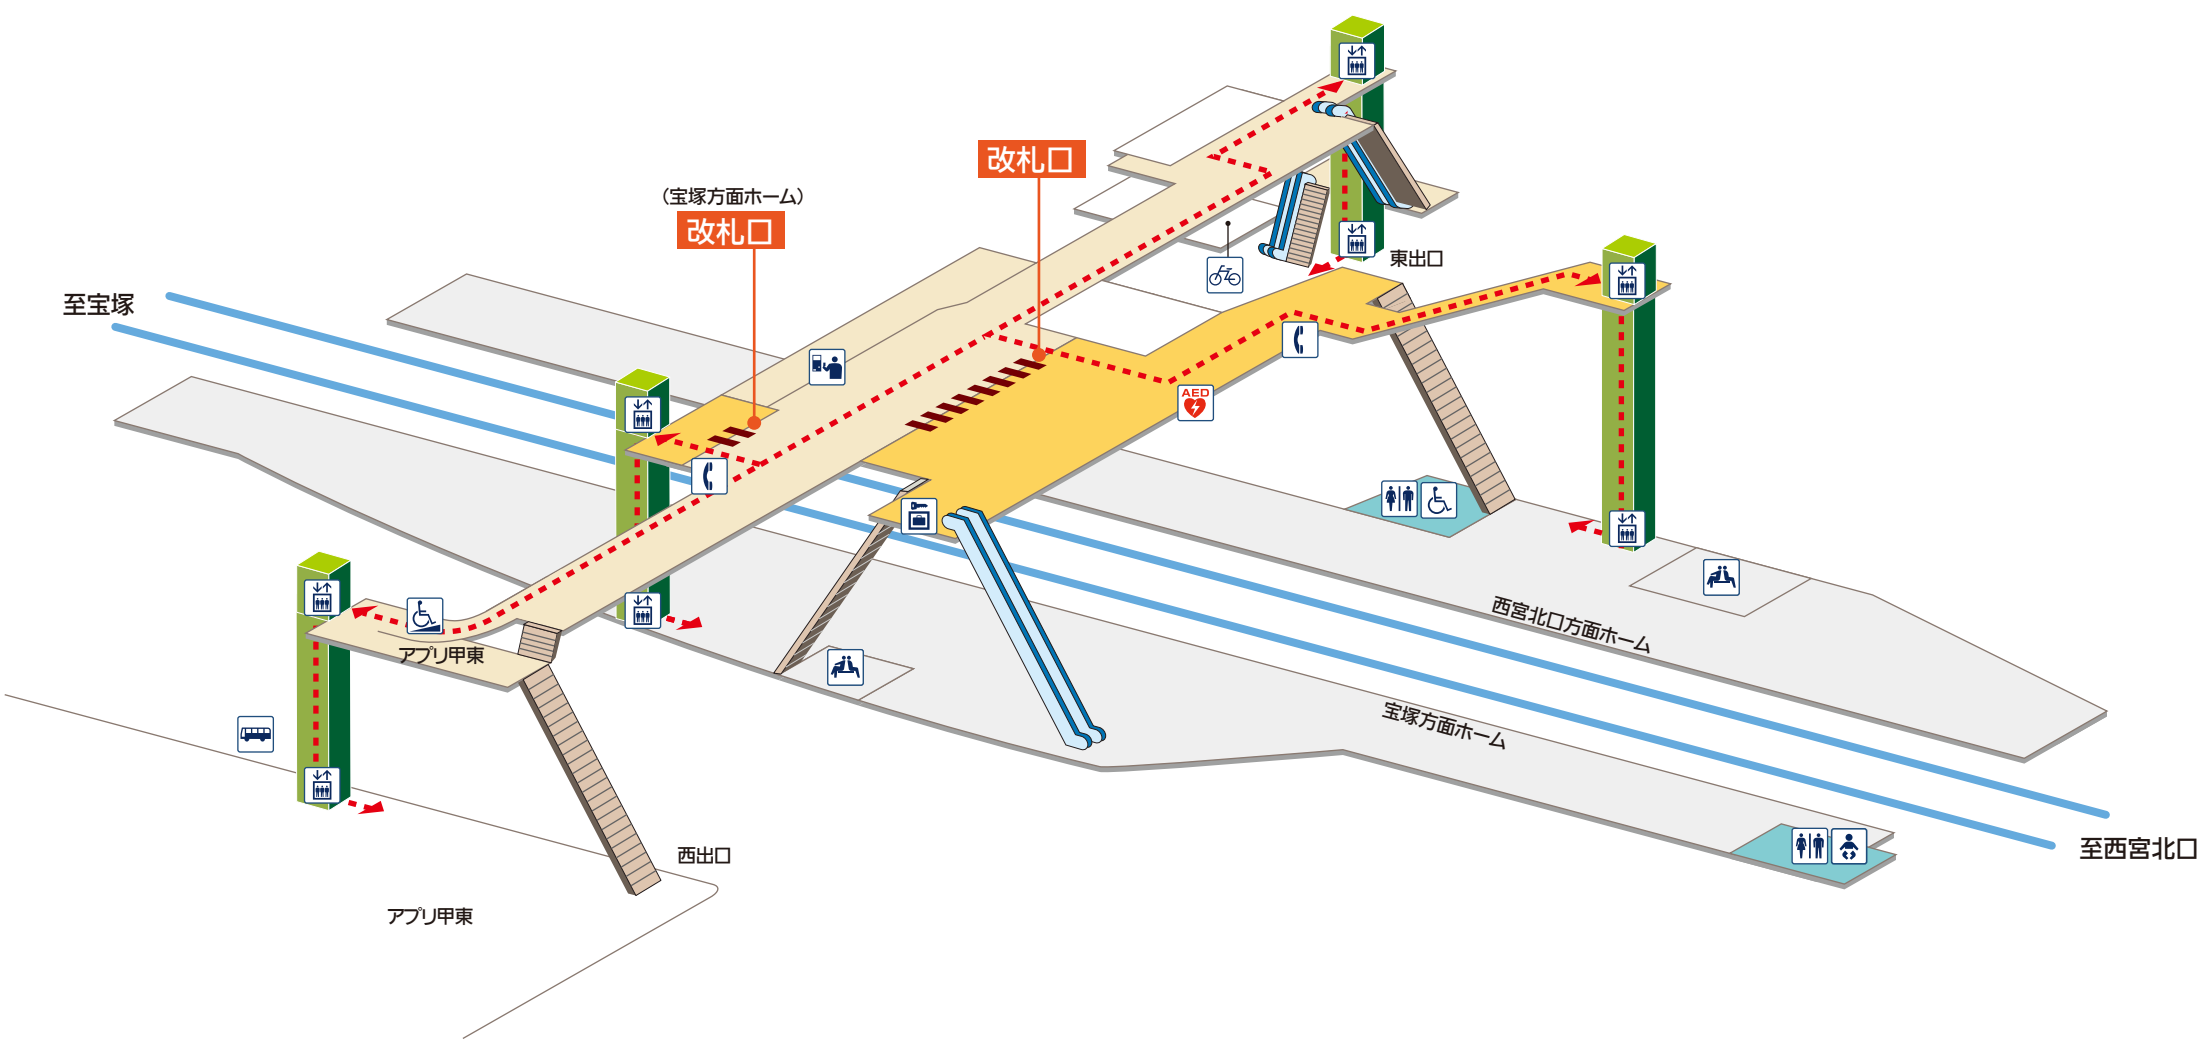 改札口
(宝塚方面ホーム)
改札口
東出口
至宝塚
AED
西宮北口方面ホーム
アプリ甲東
宝塚方面ホーム
至西宮北口
西出口
アプリ甲東